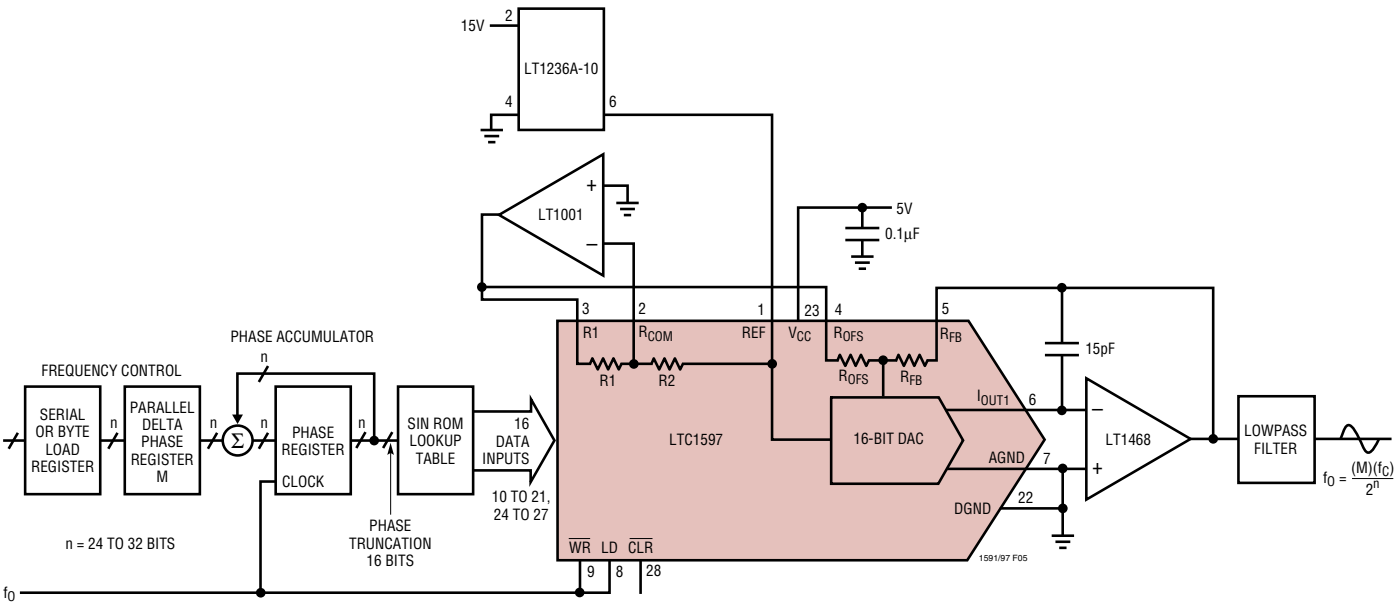 2
15V
LT1236A-10
4
6
+
LT1001
–
5V
0.1µF
3
2
1
23
4
5
R1
RCOM
REF
VCC
ROFS
RFB
R1
R2
ROFS
RFB
15pF
PHASE ACCUMULATOR
n
FREQUENCY CONTROL
SERIAL
OR BYTE
LOAD
REGISTER
n
PARALLEL
DELTA
PHASE
REGISTER
M
n
Σ
n
PHASE
REGISTER
CLOCK
n
SIN ROM
LOOKUP
TABLE
16
DATA
INPUTS
10 TO 21,
24 TO 27
PHASE
TRUNCATION
16 BITS
n = 24 TO 32 BITS
LTC1597
16-BIT DAC
IOUT1
6
AGND
7
DGND
22
–
LT1468
+
LOWPASS
FILTER
fO = (M)(fC)
2n
WR LD CLR
9
8
28
1591/97 F05
fO